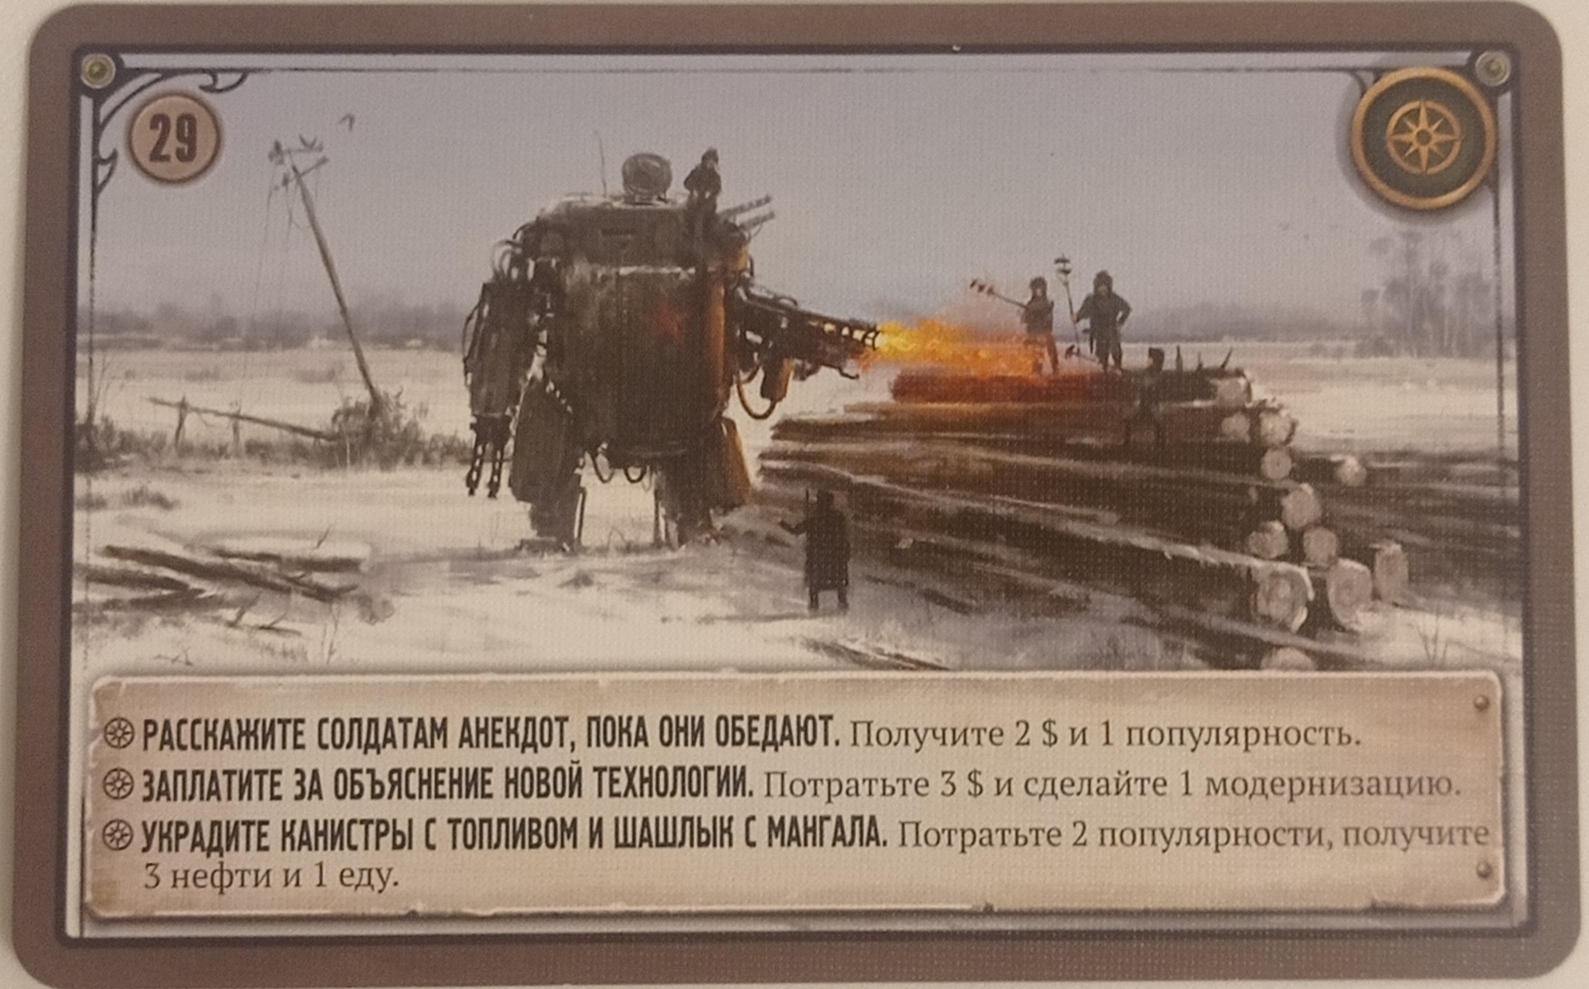 29
РАССКАЖИТЕ СОЛДАТАМ АНЕКДОТ, ПОКА ОНИ ОБЕДАЮТ. Получите 2 $ и 1 популярность.
ЗАПЛАТИТЕ ЗА ОБЪЯСНЕНИЕ НОВОЙ ТЕХНОЛОГИИ. Потратьте 3 $ и сделайте 1 модернизацию.
УКРАДИТЕ КАНИСТРЫ С ТОПЛИВОМ И ШАШЛЫК С МАНГАЛА. Потратьте 2 популярности, получите
3 нефти и 1 еду.